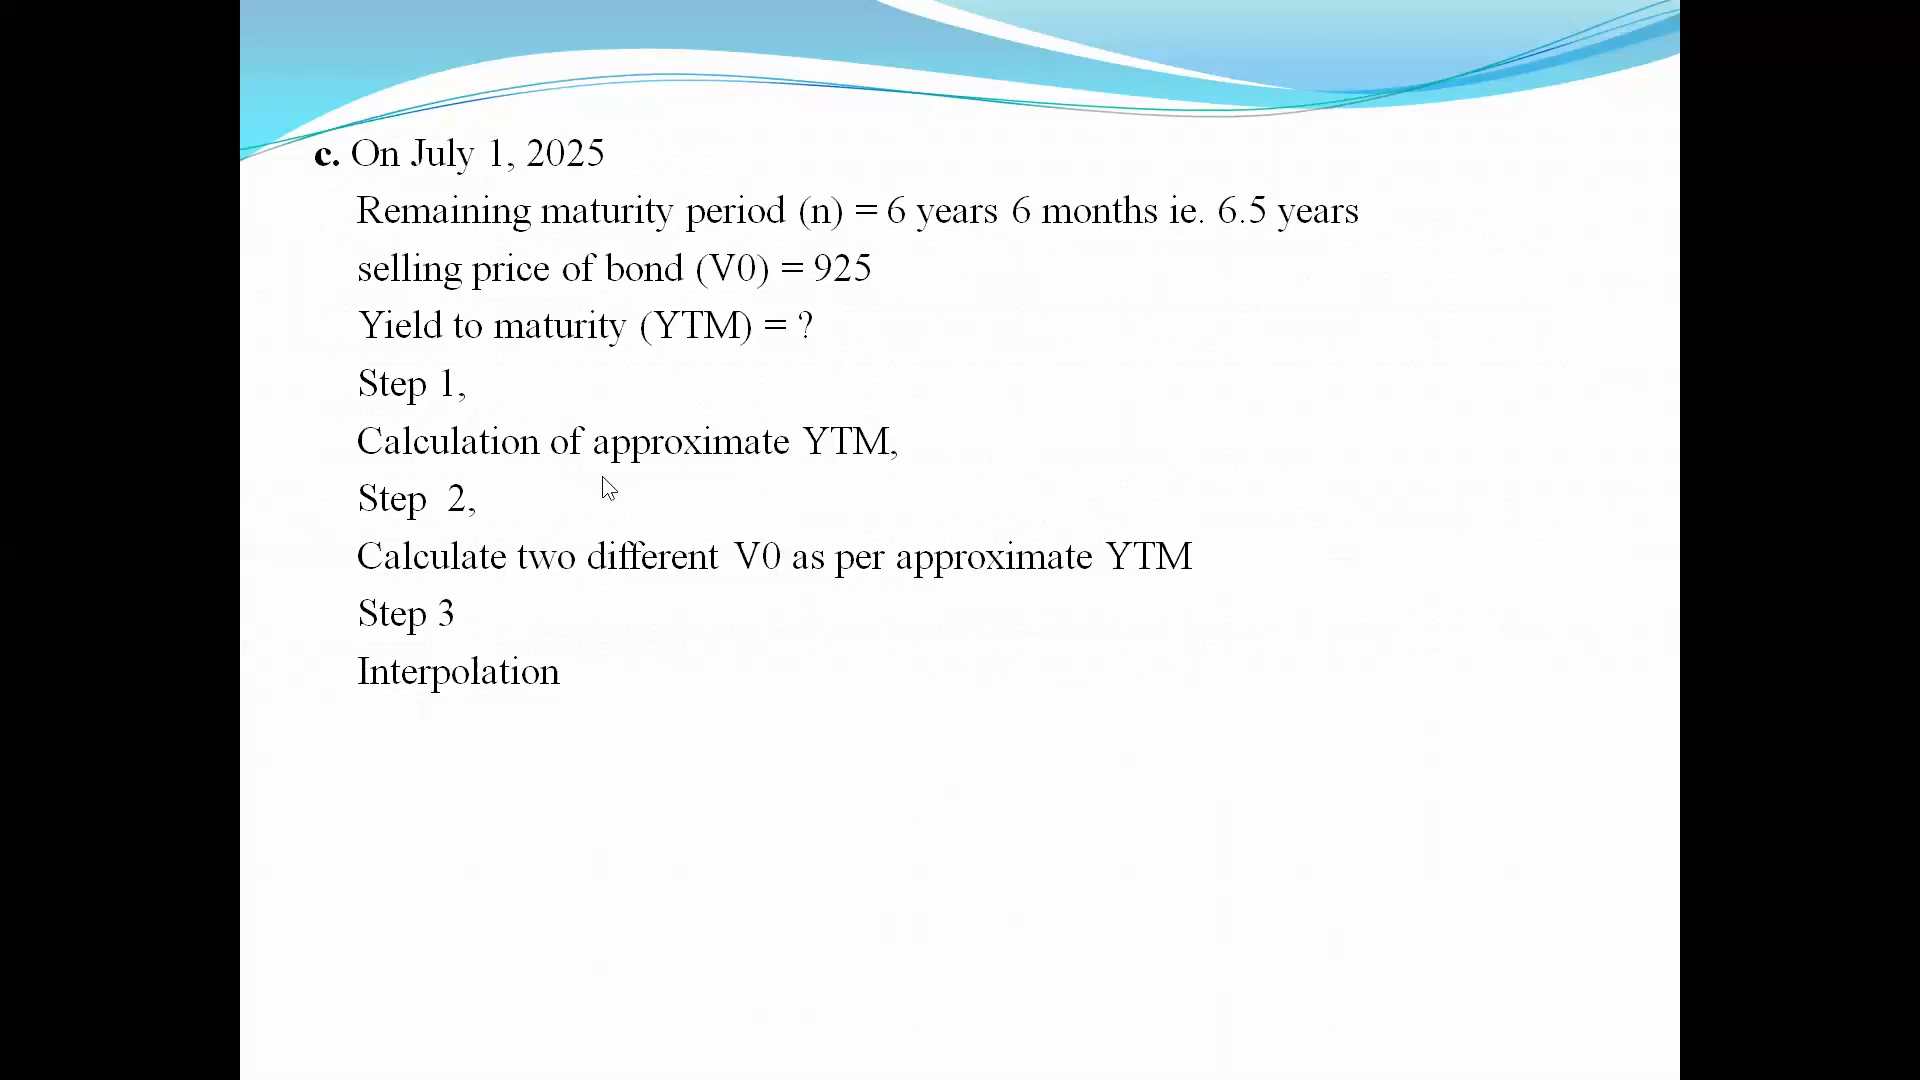 c. On July 1, 2025
Remaining maturity period (n) = 6 years 6 months ie. 6.5 years
selling price of bond (V0) = 925
Yield to maturity (YTM) = ?
Step 1,
Calculation of approximate YTM,
Step 2,
Calculate two different V0 as per approximate YTM
Step 3
Interpolation